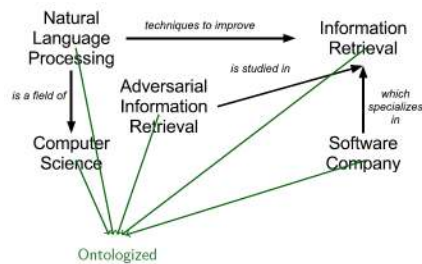 Natural
Language
Processing
techniques to improve
Information
Retrieval
is studied in
is a field of
Adversarial
Information
Retrieval
which
specializes
in
Computer
Science
Software
Company
Ontologized